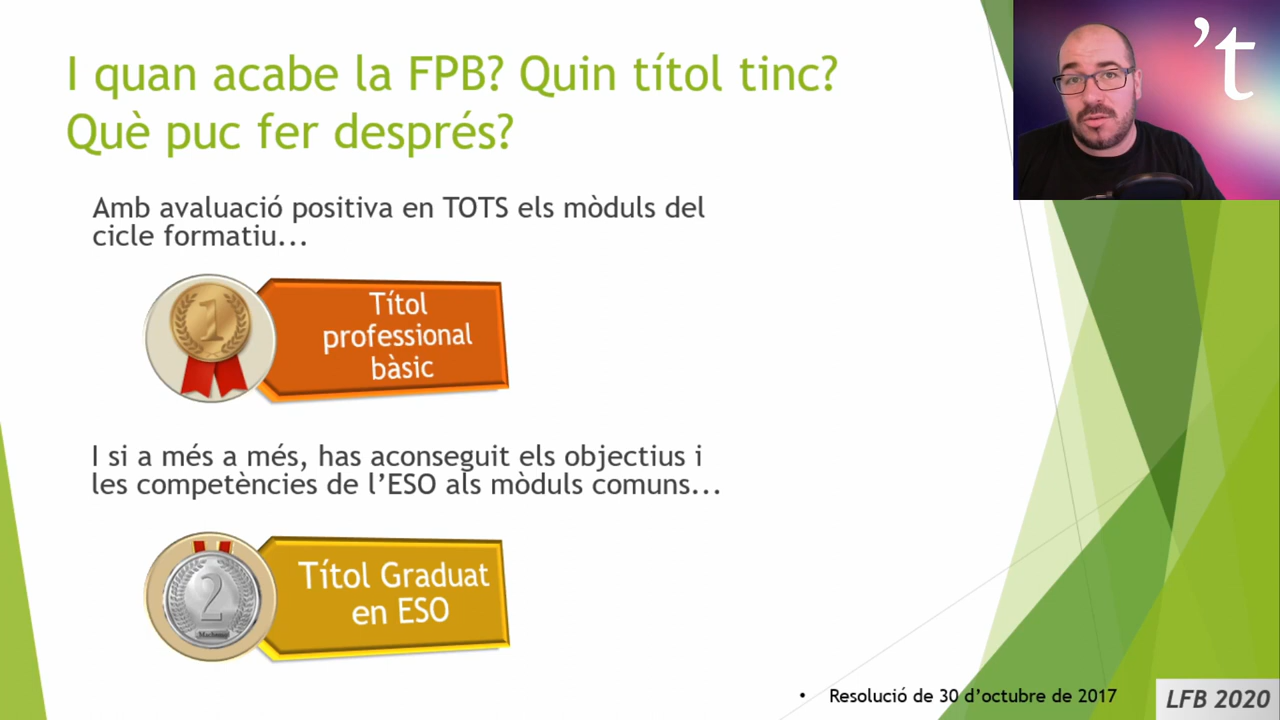 I quan acabe la FPB? Quin títol tinc?
Què puc fer després?
't
Amb avaluació positiva en TOTS els mòduls del
cicle formatiu...
1
Títol
professional
bàsic
I si a més a més, has aconseguit els objectius i
les competències de l'ESO als mòduls comuns...
2
Títol Graduat
en ESO
• Resolució de 30 d'octubre de 2017
LFB 2020